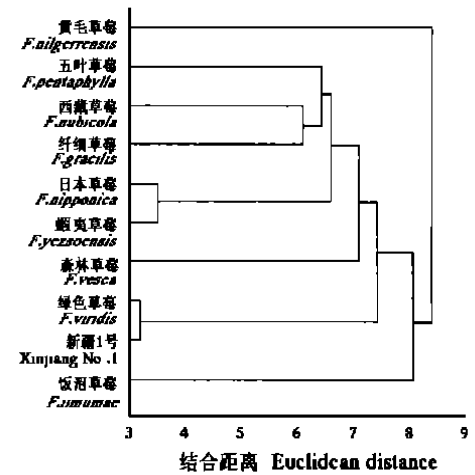 黄毛草莓
F.nilgerrensis
五叶草莓
F.pentaphylla
西藏草莓
F.nubicola
纤细草莓
F.gracilis
日本草莓
F.nipponica
虾夷草莓
F.yezoensis
森林草莓
F.vesca
绿色草莓
F.viridis
新疆1号
Xinjiang No .1
饭沼草莓
F.iinumae
3 4 5 6 7 8 9
结合距离 Euclidean distance